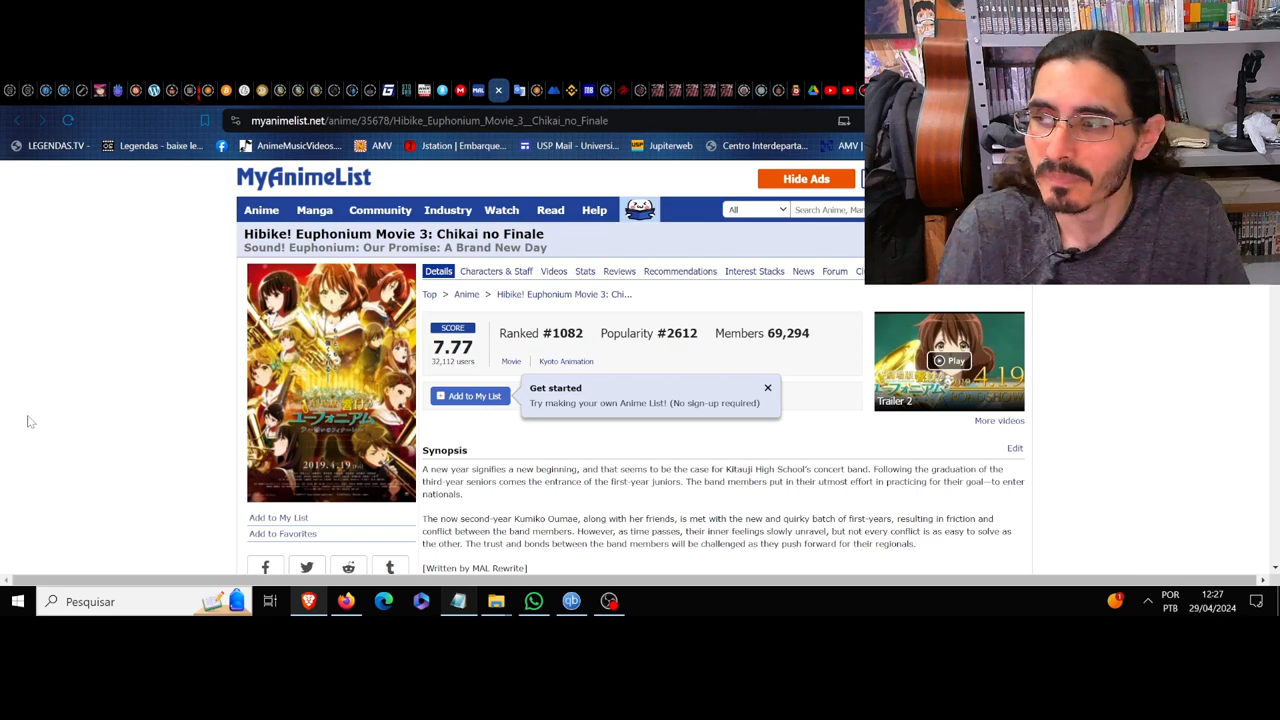 myanimelist.net/anime/35678/Hibike_Euphonium_Movie_3__Chikai_no_Finale
LEGENDAS.TV - Legendas - baixe le... AnimeMusicVideos... AMV Jstation | Embarque... USP Mail - Universi... Jupiterweb Centro Interdeparta... AMV |
MyAnimeList
Hide Ads
Anime Manga Community Industry Watch Read Help
All Search Anime, Mar
Hibike! Euphonium Movie 3: Chikai no Finale
Sound! Euphonium: Our Promise: A Brand New Day
Details Characters & Staff Videos Stats Reviews Recommendations Interest Stacks News Forum Cl
Top > Anime > Hibike! Euphonium Movie 3: Chi...
SCORE
7.77
32,112 users
Ranked #1082 Popularity #2612 Members 69,294
Movie Kyoto Animation
Add to My List
Get started
Try making your own Anime List! (No sign-up required)
Play
4.19
Trailer 2
More videos
ユーフォニアム
2019.4.19
Synopsis
Edit
A new year signifies a new beginning, and that seems to be the case for Kitauji High School's concert band. Following the graduation of the
third-year seniors comes the entrance of the first-year juniors. The band members put in their utmost effort in practicing for their goal—to enter
nationals.
The now second-year Kumiko Oumae, along with her friends, is met with the new and quirky batch of first-years, resulting in friction and
conflict between the band members. However, as time passes, their inner feelings slowly unravel, but not every conflict is as easy to solve as
the other. The trust and bonds between the band members will be challenged as they push forward for their regionals.
[Written by MAL Rewrite]
Add to My List
Add to Favorites
Pesquisar
POR
PTB
12:27
29/04/2024